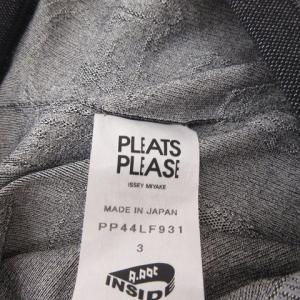 PLEATS
PLEASE
ISSEY MIYAKE
MADE IN JAPAN
PP44LF931
3
A-POC
INSIDE